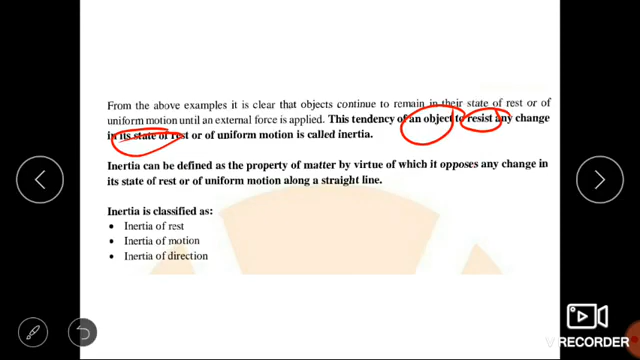 From the above examples it is clear that objects continue to remain in their state of rest or of
uniform motion until an external force is applied. This tendency of an object to resist any change
in its state of rest or of uniform motion is called inertia.
Inertia can be defined as the property of matter by virtue of which it opposes any change in
its state of rest or of uniform motion along a straight line.
Inertia is classified as:
• Inertia of rest
• Inertia of motion
• Inertia of direction
V RECORDER